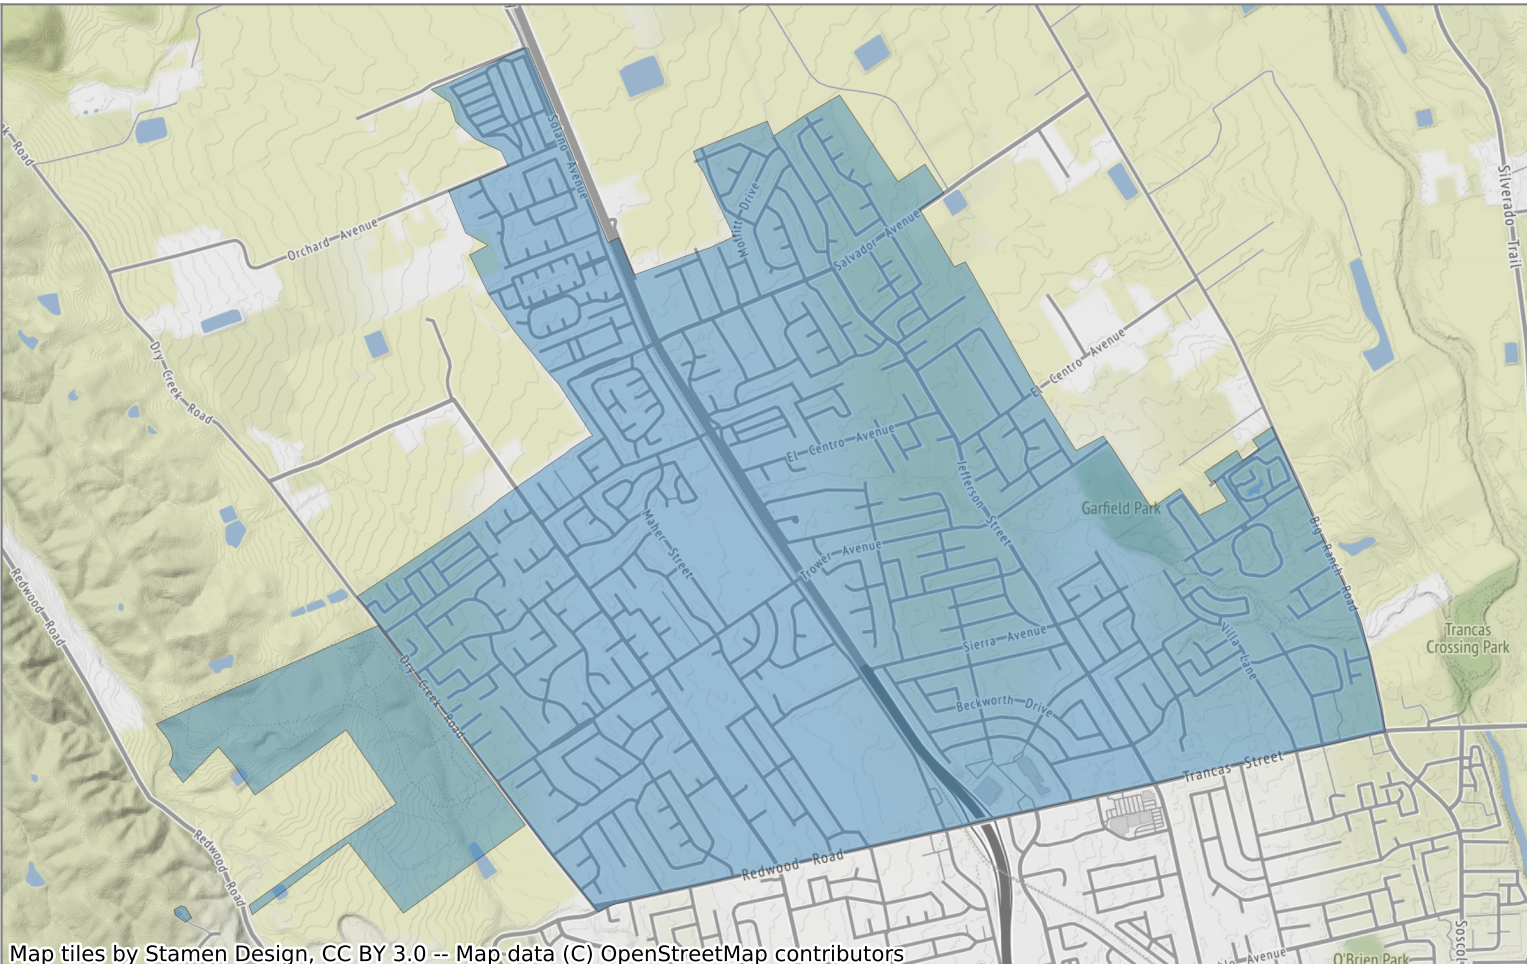 Solano Avenue
Silverado Trail
k Road
Moffitt Drive
Orchard Avenue
Salvador Avenue
Dry Creek Road
El Centro Avenue
El Centro Avenue
Jefferson Street
Garfield Park
Maher Street
Big Ranch Road
Trower Avenue
Redwood Road
Villa Lane
Sierra Avenue
Trancas
Crossing Park
Dry Creek Road
Beckworth Drive
Trancas Street
Redwood Road
Redwood Road
Soscol
Avenue
O'Brien Park
Map tiles by Stamen Design, CC BY 3.0 -- Map data (C) OpenStreetMap contributors